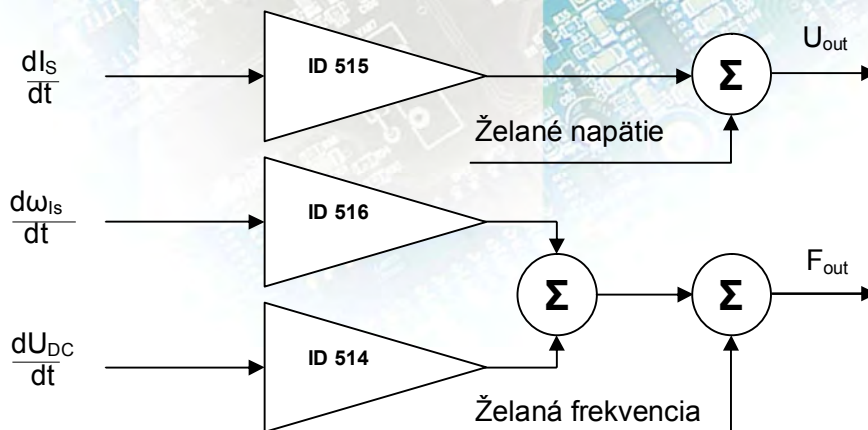 dI_S
dt
ID 515
Σ
U_out
Želané napätie
dω_Is
dt
ID 516
Σ
Σ
F_out
dU_DC
dt
ID 514
Želaná frekvencia